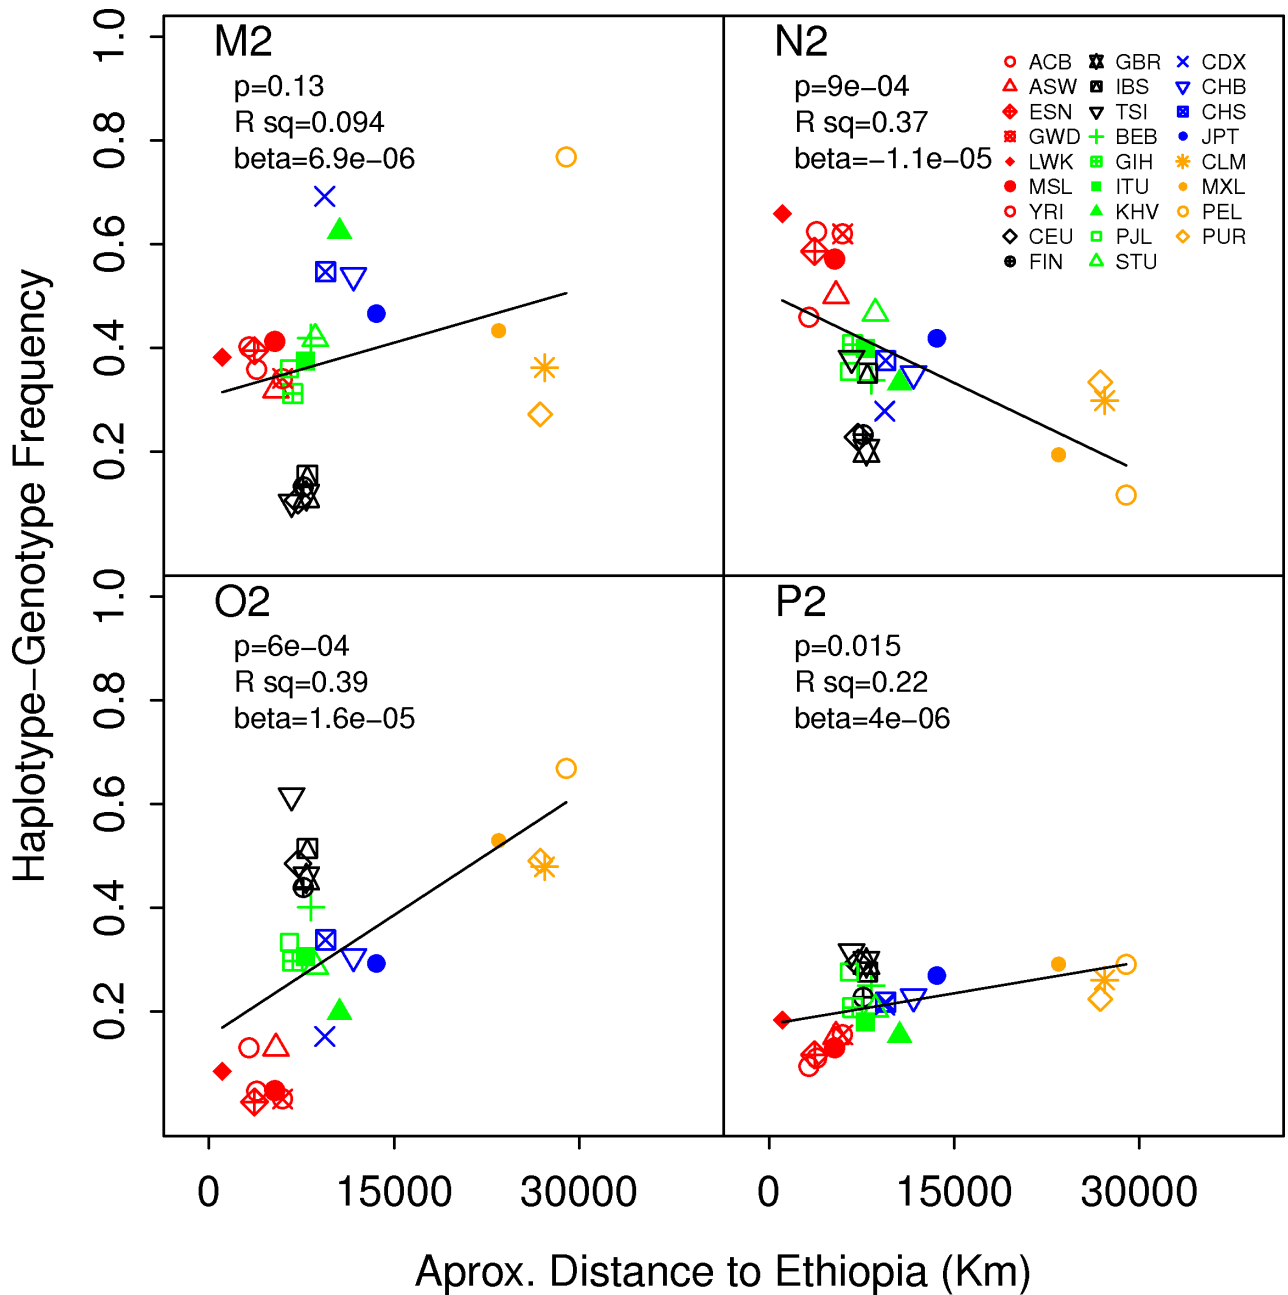 M2
p=0.13
R sq=0.094
beta=6.9e−06
N2
p=9e−04
R sq=0.37
beta=−1.1e−05
ACB
ASW
ESN
GWD
LWK
MSL
YRI
CEU
FIN
GBR
IBS
TSI
BEB
GIH
ITU
KHV
PJL
STU
CDX
CHB
CHS
JPT
CLM
MXL
PEL
PUR
1.0
0.8
0.6
0.4
0.2
O2
p=6e−04
R sq=0.39
beta=1.6e−05
P2
p=0.015
R sq=0.22
beta=4e−06
1.0
0.8
0.6
0.4
0.2
Haplotype−Genotype Frequency
0 15000 30000
0 15000 30000
Aprox. Distance to Ethiopia (Km)